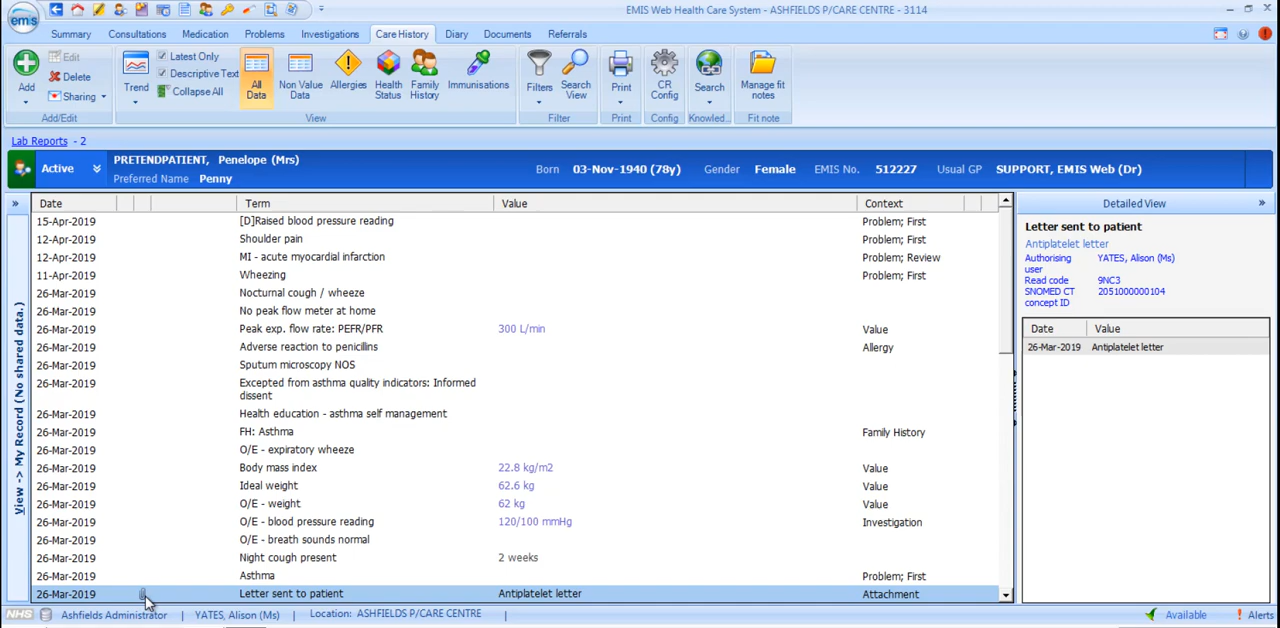 EMIS Web Health Care System - ASHFIELDS P/CARE CENTRE - 3114
emis
Summary Consultations Medication Problems Investigations Care History Diary Documents Referrals
Add
Edit
Delete
Sharing
Add/Edit
Trend
Latest Only
Descriptive Text
Collapse All
All Data
Non Value Data
Allergies
Health Status
Family History
Immunisations
View
Filters
Search View
Filter
Print
Print
CR Config
Config
Search
Knowled...
Manage fit notes
Fit note
Lab Reports - 2
Active
PRETENDPATIENT, Penelope (Mrs)
Preferred Name Penny
Born 03-Nov-1940 (78y) Gender Female EMIS No. 512227 Usual GP SUPPORT, EMIS Web (Dr)
View -> My Record (No shared data.)
Date Term Value Context
15-Apr-2019 [D]Raised blood pressure reading Problem; First
12-Apr-2019 Shoulder pain Problem; First
12-Apr-2019 MI - acute myocardial infarction Problem; Review
11-Apr-2019 Wheezing Problem; First
26-Mar-2019 Nocturnal cough / wheeze
26-Mar-2019 No peak flow meter at home
26-Mar-2019 Peak exp. flow rate: PEFR/PFR 300 L/min Value
26-Mar-2019 Adverse reaction to penicillins Allergy
26-Mar-2019 Sputum microscopy NOS
26-Mar-2019 Excepted from asthma quality indicators: Informed
dissent
26-Mar-2019 Health education - asthma self management
26-Mar-2019 FH: Asthma Family History
26-Mar-2019 O/E - expiratory wheeze
26-Mar-2019 Body mass index 22.8 kg/m2 Value
26-Mar-2019 Ideal weight 62.6 kg Value
26-Mar-2019 O/E - weight 62 kg Value
26-Mar-2019 O/E - blood pressure reading 120/100 mmHg Investigation
26-Mar-2019 O/E - breath sounds normal
26-Mar-2019 Night cough present 2 weeks
26-Mar-2019 Asthma Problem; First
26-Mar-2019 Letter sent to patient Antiplatelet letter Attachment
Detailed View
Letter sent to patient
Antiplatelet letter
Authorising user YATES, Alison (Ms)
Read code 9NC3
SNOMED CT concept ID 2051000000104
Date Value
26-Mar-2019 Antiplatelet letter
NHS Ashfields Administrator YATES, Alison (Ms) Location: ASHFIELDS P/CARE CENTRE Available Alerts